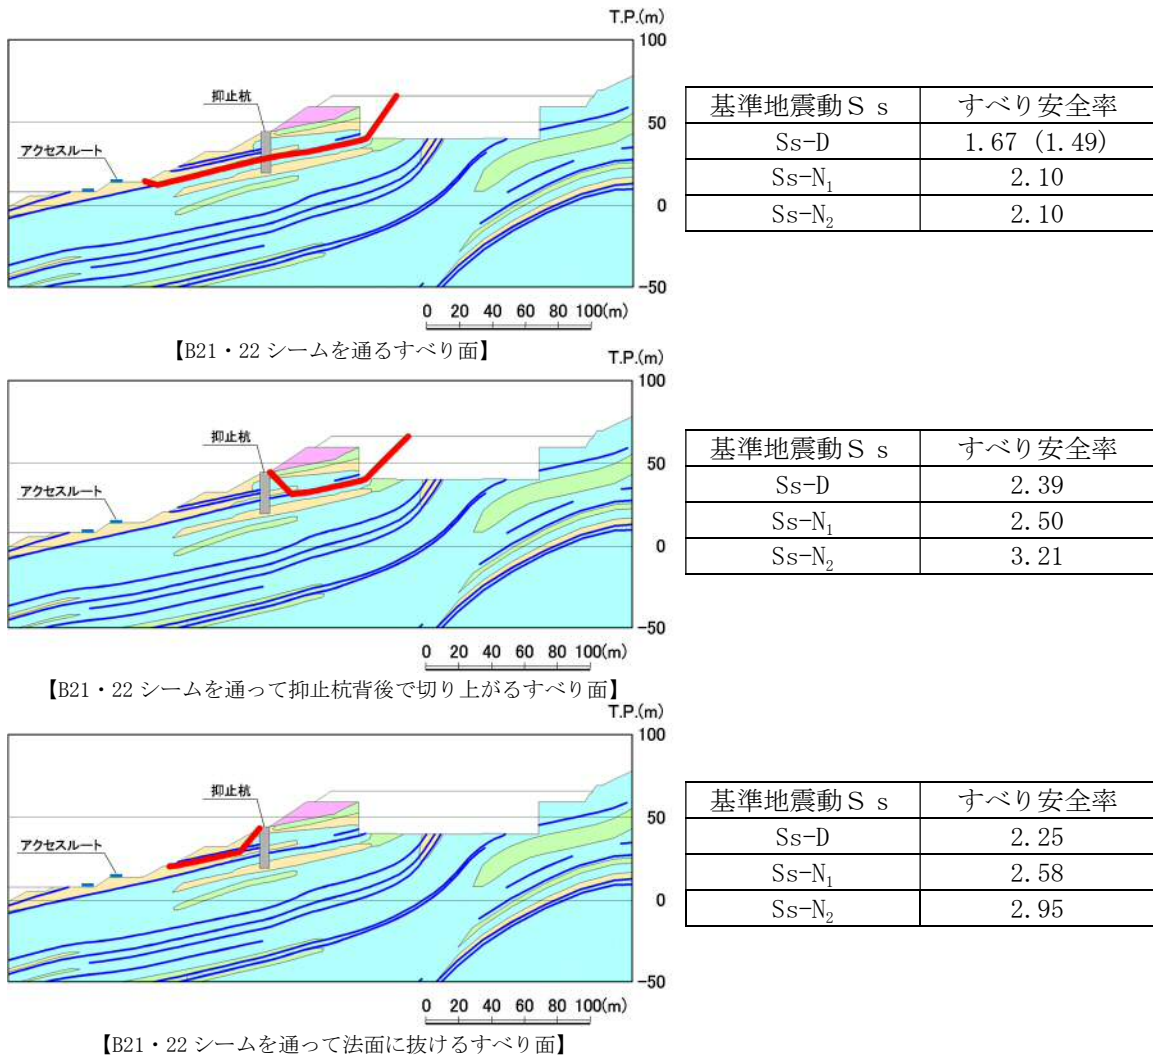 T.P.(m)
100
抑止杭
50
アクセスルート
0
-50
0 20 40 60 80 100(m)
【B21・22 シームを通るすべり面】
基準地震動Ｓｓ すべり安全率
Ss-D 1.67 (1.49)
Ss-N₁ 2.10
Ss-N₂ 2.10
T.P.(m)
100
抑止杭
50
アクセスルート
0
-50
0 20 40 60 80 100(m)
【B21・22 シームを通って抑止杭背後で切り上がるすべり面】
基準地震動Ｓｓ すべり安全率
Ss-D 2.39
Ss-N₁ 2.50
Ss-N₂ 3.21
T.P.(m)
100
抑止杭
50
アクセスルート
0
-50
0 20 40 60 80 100(m)
【B21・22 シームを通って法面に抜けるすべり面】
基準地震動Ｓｓ すべり安全率
Ss-D 2.25
Ss-N₁ 2.58
Ss-N₂ 2.95